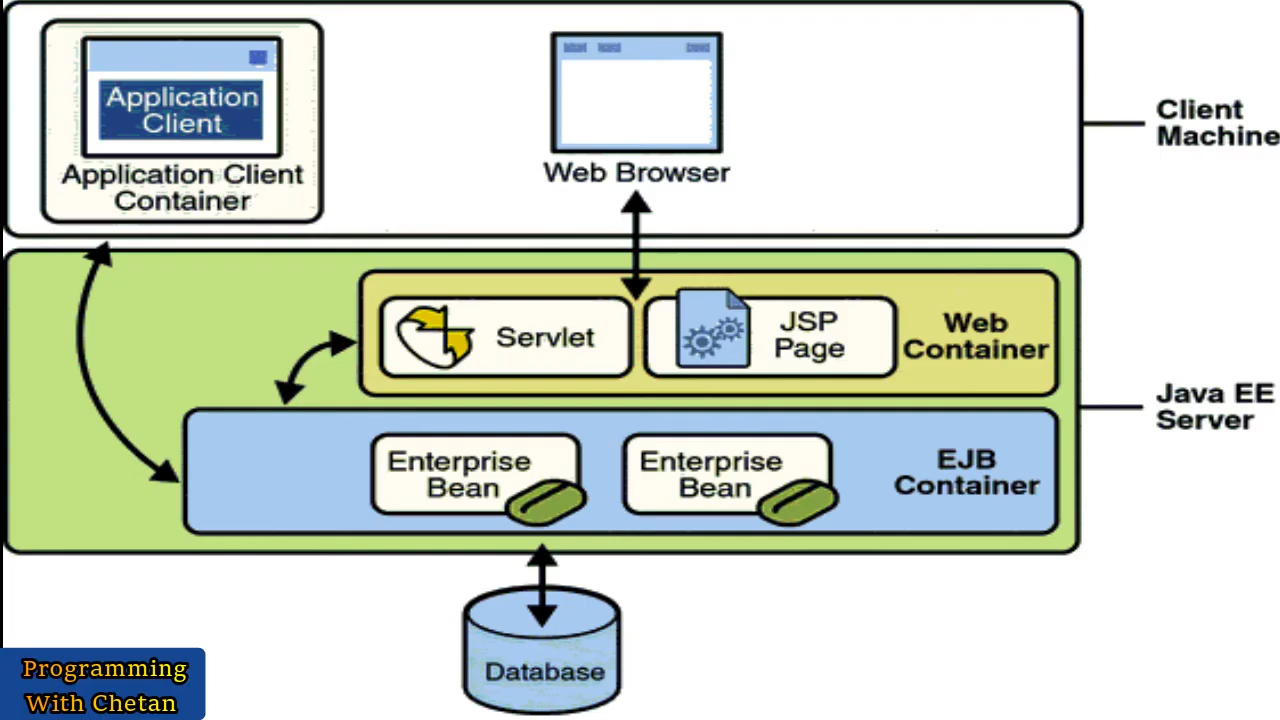 Application
Client
Application Client
Container
Web Browser
Client
Machine
Servlet
JSP
Page
Web
Container
Java EE
Server
Enterprise
Bean
Enterprise
Bean
EJB
Container
Database
Programming
With Chetan